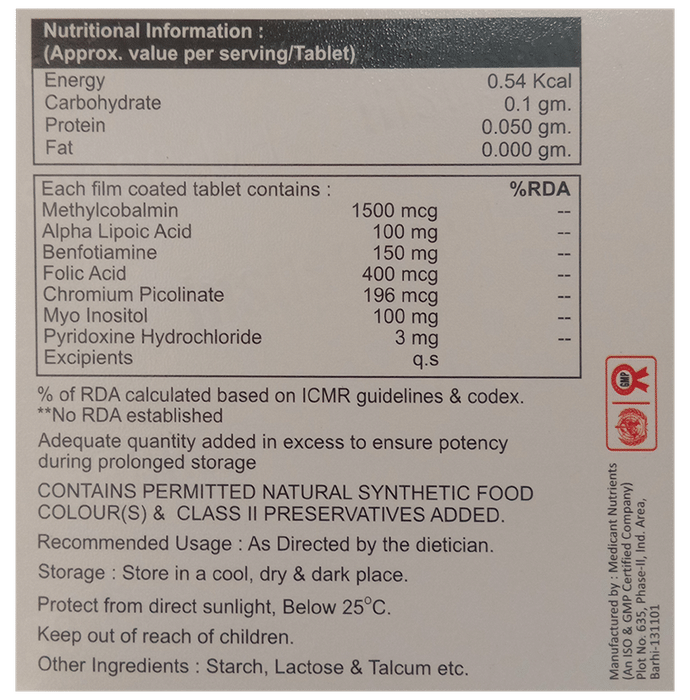 Nutritional Information :
(Approx. value per serving/Tablet)
Energy 0.54 Kcal
Carbohydrate 0.1 gm.
Protein 0.050 gm.
Fat 0.000 gm.
Each film coated tablet contains : %RDA
Methylcobalmin 1500 mcg --
Alpha Lipoic Acid 100 mg --
Benfotiamine 150 mg --
Folic Acid 400 mcg --
Chromium Picolinate 196 mcg --
Myo Inositol 100 mg --
Pyridoxine Hydrochloride 3 mg --
Excipients q.s
% of RDA calculated based on ICMR guidelines & codex.
**No RDA established
Adequate quantity added in excess to ensure potency
during prolonged storage
CONTAINS PERMITTED NATURAL SYNTHETIC FOOD
COLOUR(S) & CLASS II PRESERVATIVES ADDED.
Recommended Usage : As Directed by the dietician.
Storage : Store in a cool, dry & dark place.
Protect from direct sunlight, Below 25°C.
Keep out of reach of children.
Other Ingredients : Starch, Lactose & Talcum etc.
GMP
Manufactured by : Medicant Nutrients
(An ISO & GMP Certified Company)
Plot No. 635, Phase-II, Ind. Area,
Barhi-131101